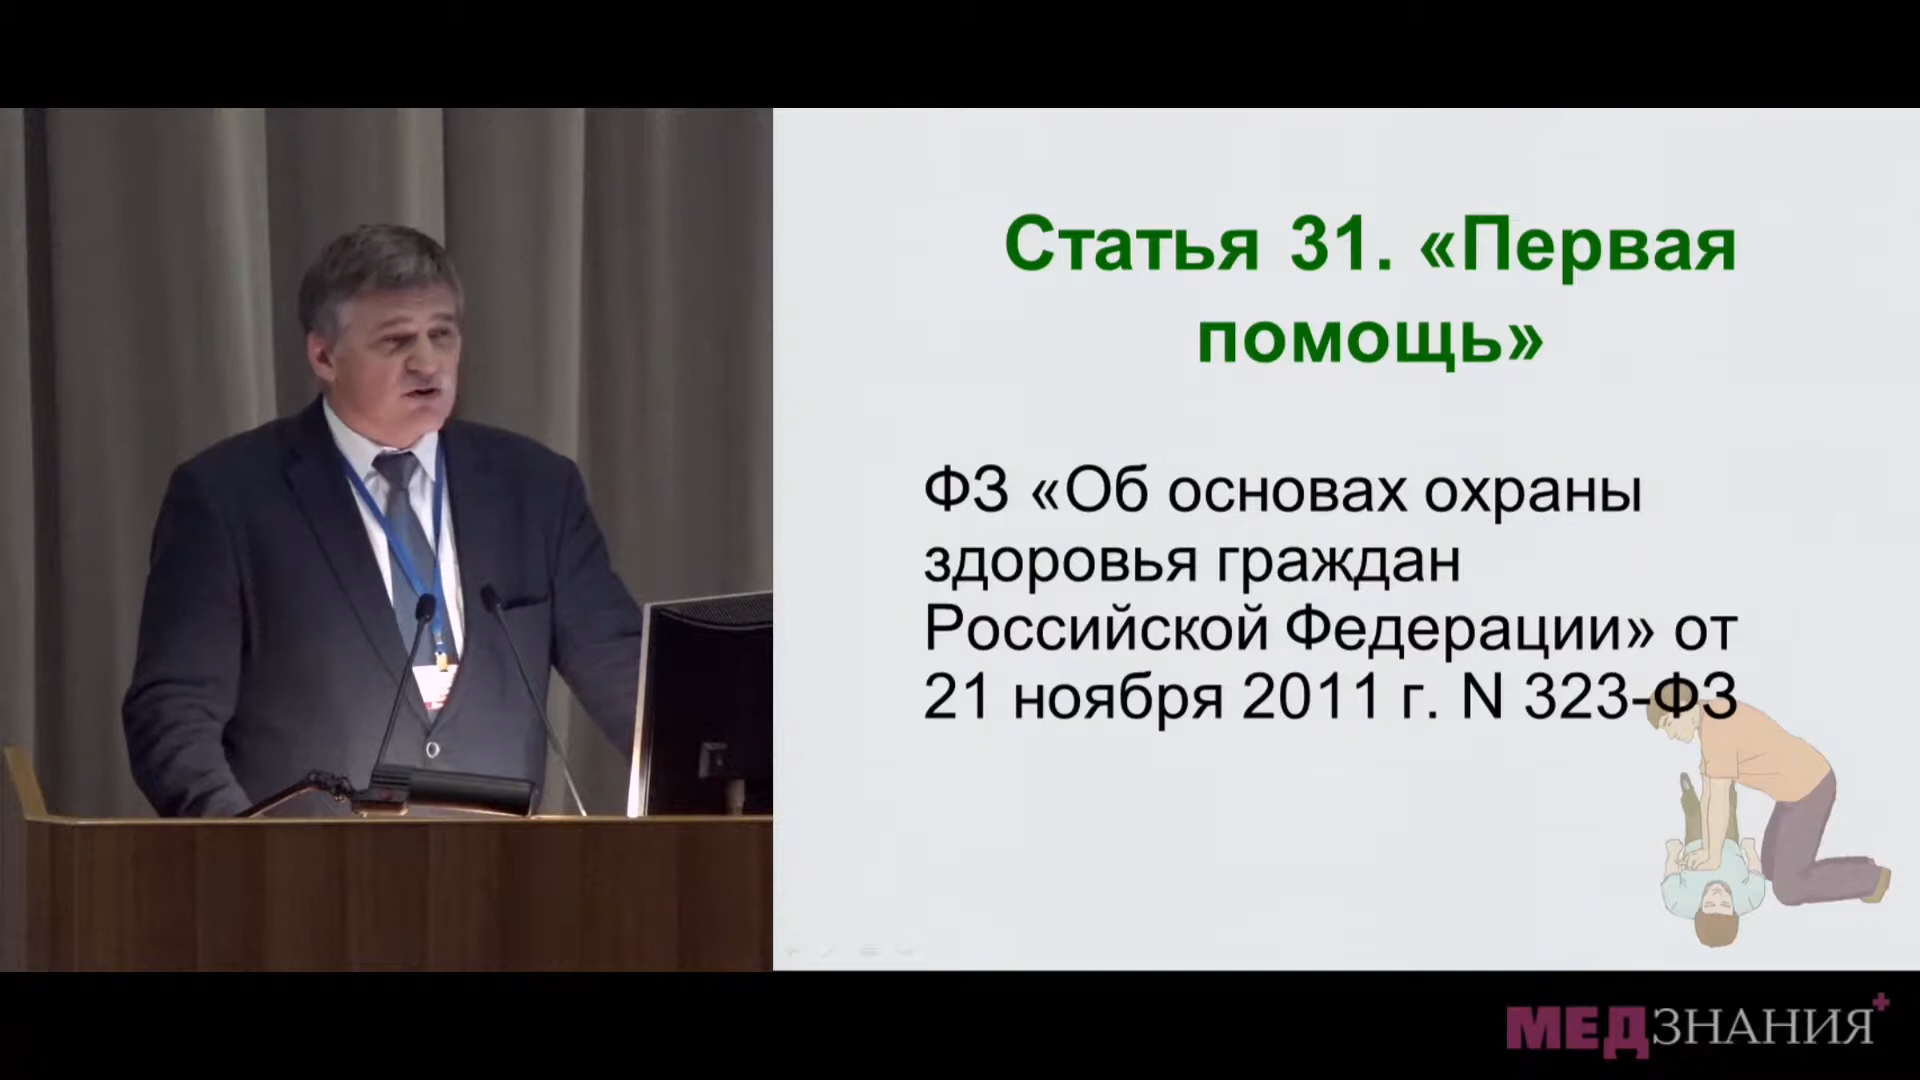 Статья 31. «Первая
помощь»
ФЗ «Об основах охраны
здоровья граждан
Российской Федерации» от
21 ноября 2011 г. N 323-ФЗ
МЕДЗНАНИЯ+